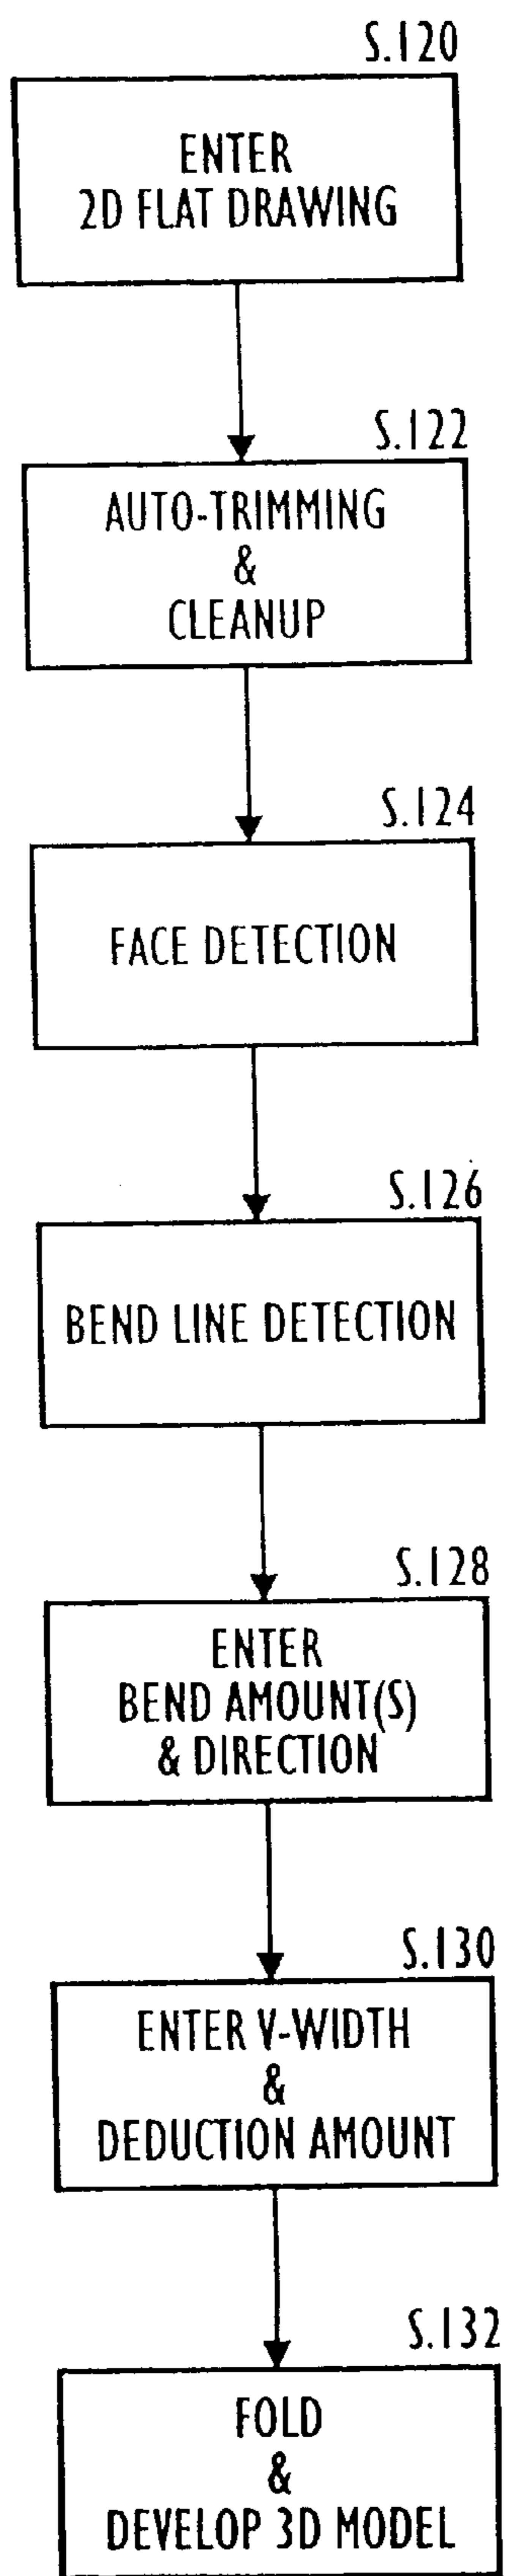 S.120
ENTER
2D FLAT DRAWING
S.122
AUTO-TRIMMING
&
CLEANUP
S.124
FACE DETECTION
S.126
BEND LINE DETECTION
S.128
ENTER
BEND AMOUNT(S)
& DIRECTION
S.130
ENTER V-WIDTH
&
DEDUCTION AMOUNT
S.132
FOLD
&
DEVELOP 3D MODEL